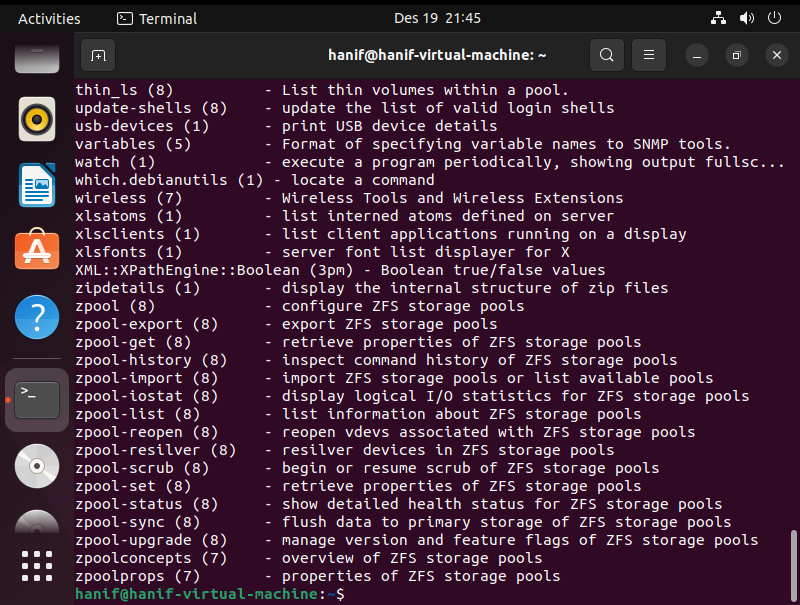 Activities
Terminal
Des 19 21:45
hanif@hanif-virtual-machine: ~
thin_ls (8) - List thin volumes within a pool.
update-shells (8) - update the list of valid login shells
usb-devices (1) - print USB device details
variables (5) - Format of specifying variable names to SNMP tools.
watch (1) - execute a program periodically, showing output fullsc...
which.debianutils (1) - locate a command
wireless (7) - Wireless Tools and Wireless Extensions
xlsatoms (1) - list interned atoms defined on server
xlsclients (1) - list client applications running on a display
xlsfonts (1) - server font list displayer for X
XML::XPathEngine::Boolean (3pm) - Boolean true/false values
zipdetails (1) - display the internal structure of zip files
zpool (8) - configure ZFS storage pools
zpool-export (8) - export ZFS storage pools
zpool-get (8) - retrieve properties of ZFS storage pools
zpool-history (8) - inspect command history of ZFS storage pools
zpool-import (8) - import ZFS storage pools or list available pools
zpool-iostat (8) - display logical I/O statistics for ZFS storage pools
zpool-list (8) - list information about ZFS storage pools
zpool-reopen (8) - reopen vdevs associated with ZFS storage pools
zpool-resilver (8) - resilver devices in ZFS storage pools
zpool-scrub (8) - begin or resume scrub of ZFS storage pools
zpool-set (8) - retrieve properties of ZFS storage pools
zpool-status (8) - show detailed health status for ZFS storage pools
zpool-sync (8) - flush data to primary storage of ZFS storage pools
zpool-upgrade (8) - manage version and feature flags of ZFS storage pools
zpoolconcepts (7) - overview of ZFS storage pools
zpoolprops (7) - properties of ZFS storage pools
hanif@hanif-virtual-machine:~$